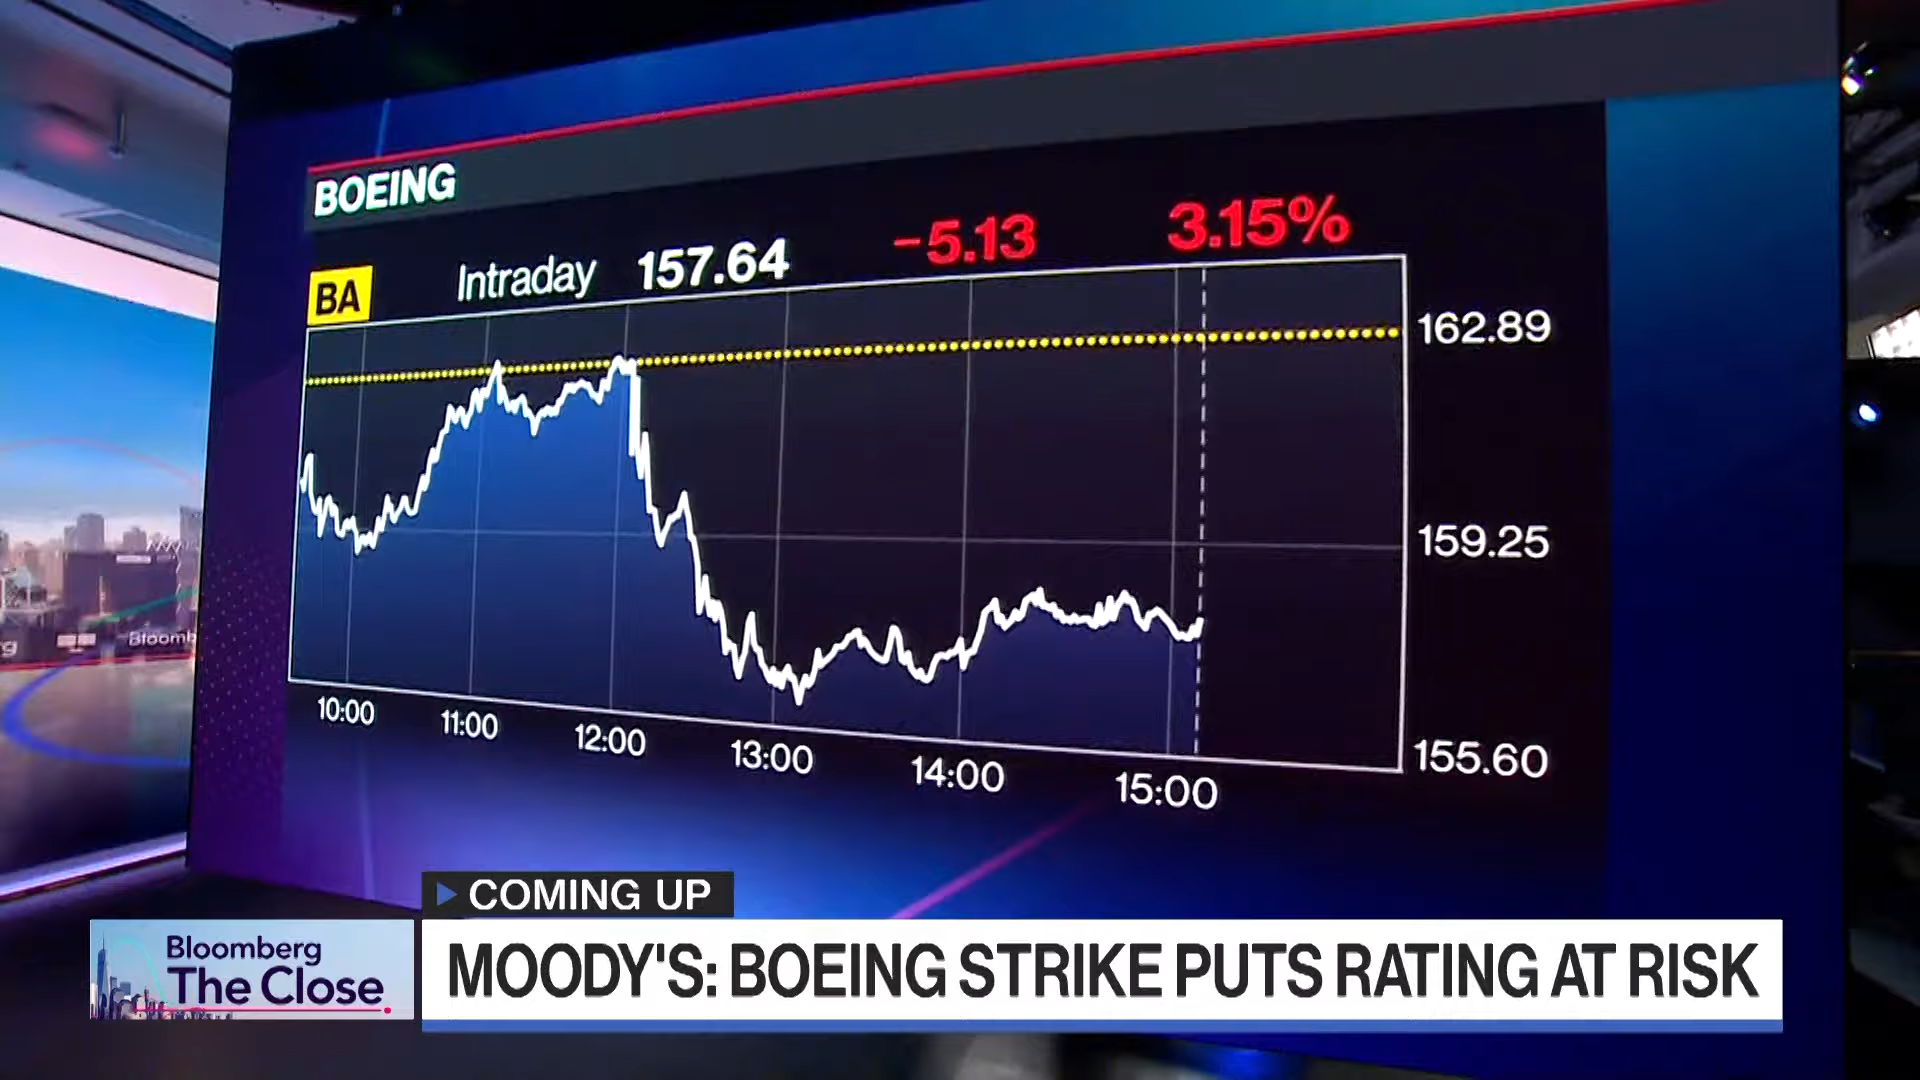 BOEING
BA Intraday 157.64 -5.13 3.15%
162.89
159.25
155.60
10:00 11:00 12:00 13:00 14:00 15:00
Bloomb
COMING UP
Bloomberg
The Close
MOODY'S: BOEING STRIKE PUTS RATING AT RISK